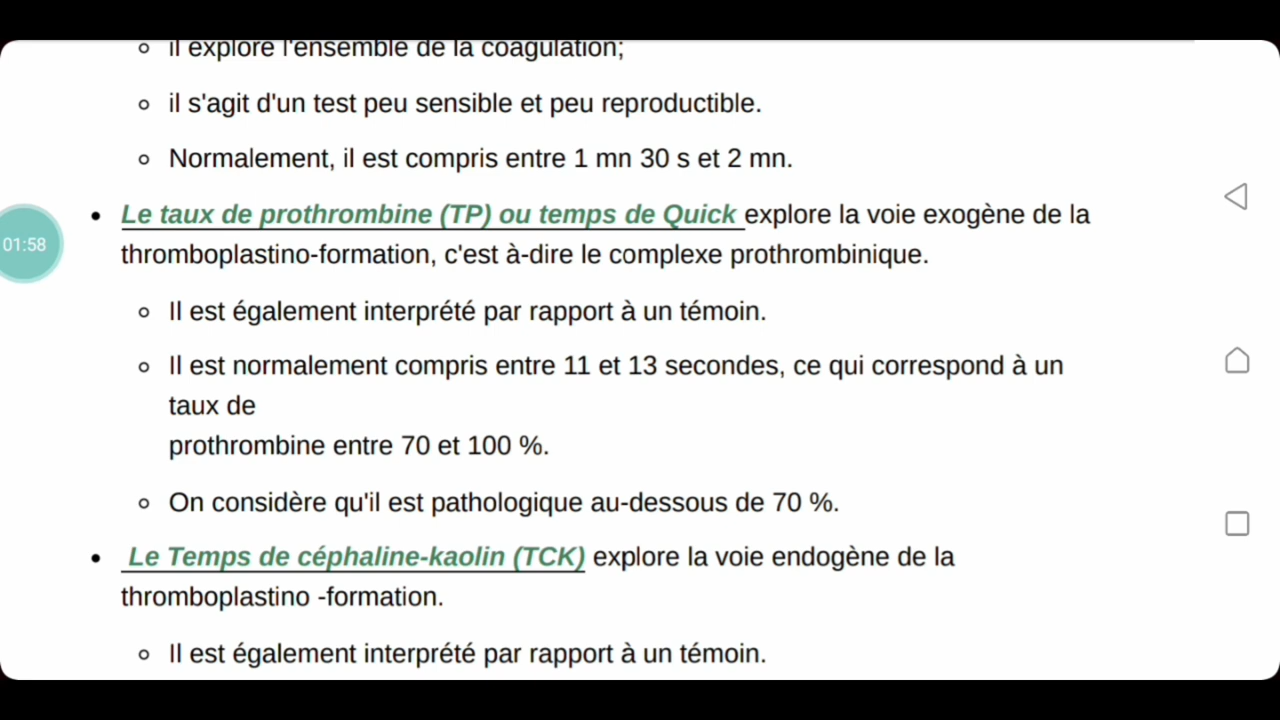 il explore l'ensemble de la coagulation;
il s'agit d'un test peu sensible et peu reproductible.
Normalement, il est compris entre 1 mn 30 s et 2 mn.
Le taux de prothrombine (TP) ou temps de Quick explore la voie exogène de la
thromboplastino-formation, c'est à-dire le complexe prothrombinique.
01:58
Il est également interprété par rapport à un témoin.
Il est normalement compris entre 11 et 13 secondes, ce qui correspond à un
taux de
prothrombine entre 70 et 100 %.
On considère qu'il est pathologique au-dessous de 70 %.
Le Temps de céphaline-kaolin (TCK) explore la voie endogène de la
thromboplastino -formation.
Il est également interprété par rapport à un témoin.